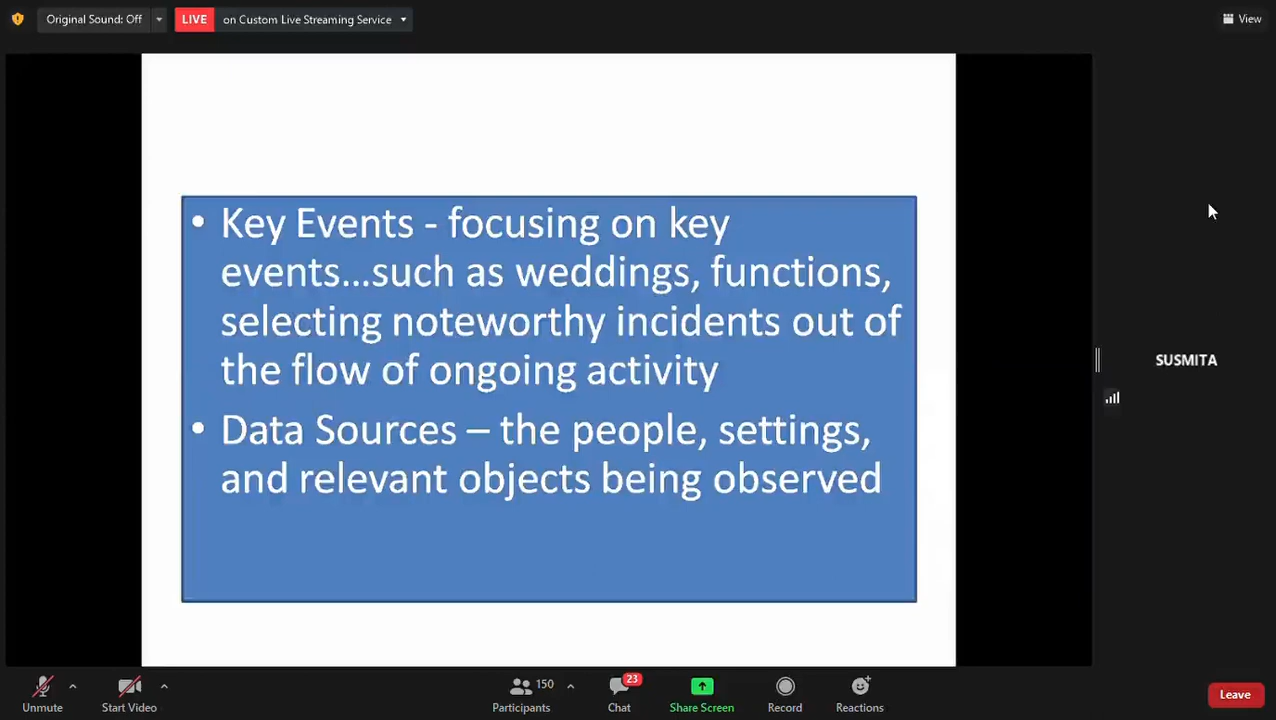 Original Sound: Off
LIVE
on Custom Live Streaming Service
View
• Key Events - focusing on key
events...such as weddings, functions,
selecting noteworthy incidents out of
the flow of ongoing activity
• Data Sources – the people, settings,
and relevant objects being observed
SUSMITA
Unmute
Start Video
150
Participants
23
Chat
Share Screen
Record
Reactions
Leave